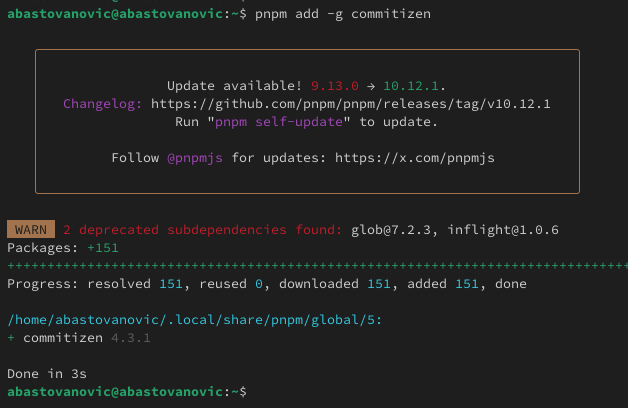 abastovanovic@abastovanovic:~$ pnpm add -g commitizen
Update available! 9.13.0 → 10.12.1.
Changelog: https://github.com/pnpm/pnpm/releases/tag/v10.12.1
Run "pnpm self-update" to update.
Follow @pnpmjs for updates: https://x.com/pnpmjs
WARN 2 deprecated subdependencies found: glob@7.2.3, inflight@1.0.6
Packages: +151
++++++++++++++++++++++++++++++++++++++++++++++++++++++++++++++++++++++++++++++
Progress: resolved 151, reused 0, downloaded 151, added 151, done
/home/abastovanovic/.local/share/pnpm/global/5:
+ commitizen 4.3.1
Done in 3s
abastovanovic@abastovanovic:~$